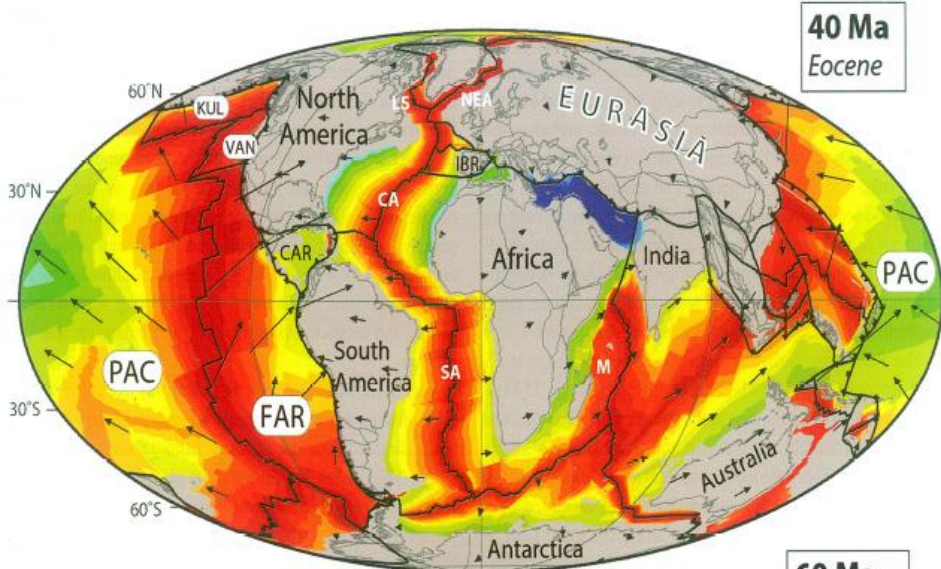 40 Ma
Eocene
60°N
KUL
North
America
LS
NEA
EURASIA
VAN
IBR
30°N
CA
CAR
Africa
India
PAC
PAC
South
America
SA
M
FAR
30°S
Australia
60°S
Antarctica